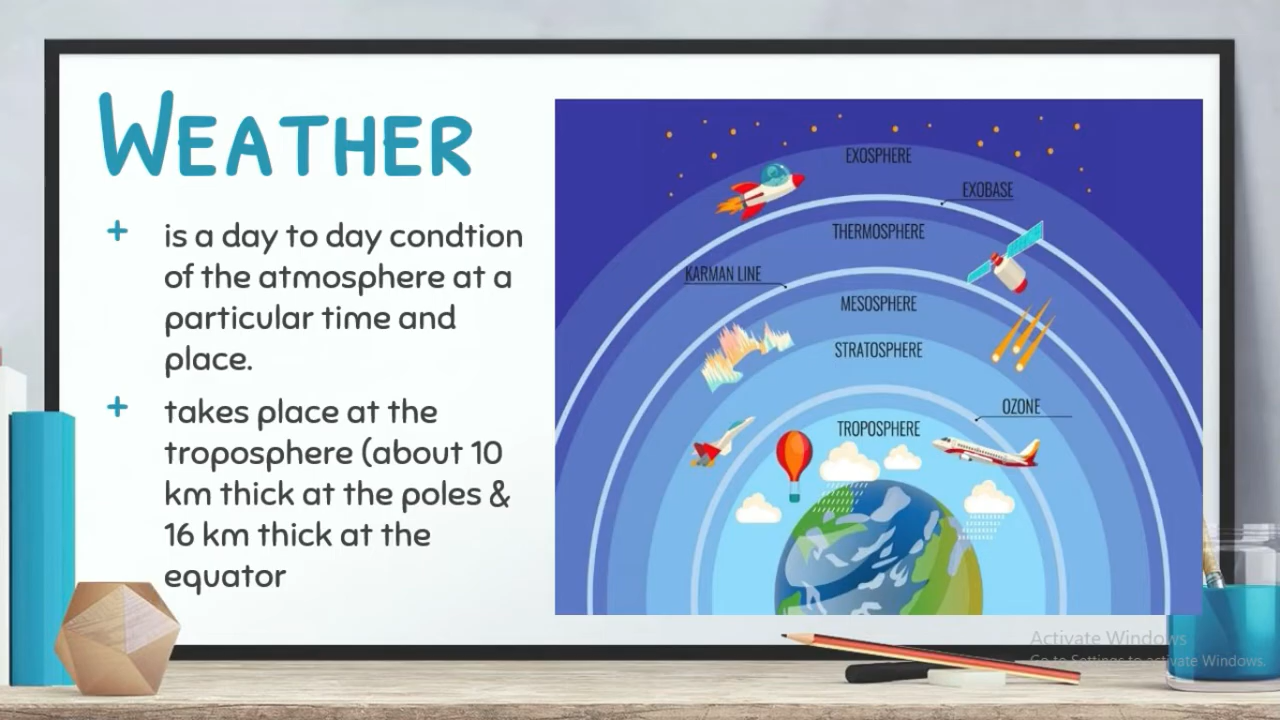 WEATHER
+ is a day to day condtion
of the atmosphere at a
particular time and
place.
+ takes place at the
troposphere (about 10
km thick at the poles &
16 km thick at the
equator
EXOSPHERE
EXOBASE
THERMOSPHERE
KARMAN LINE
MESOSPHERE
STRATOSPHERE
OZONE
TROPOSPHERE
Activate Windows
Go to Settings to activate Windows.